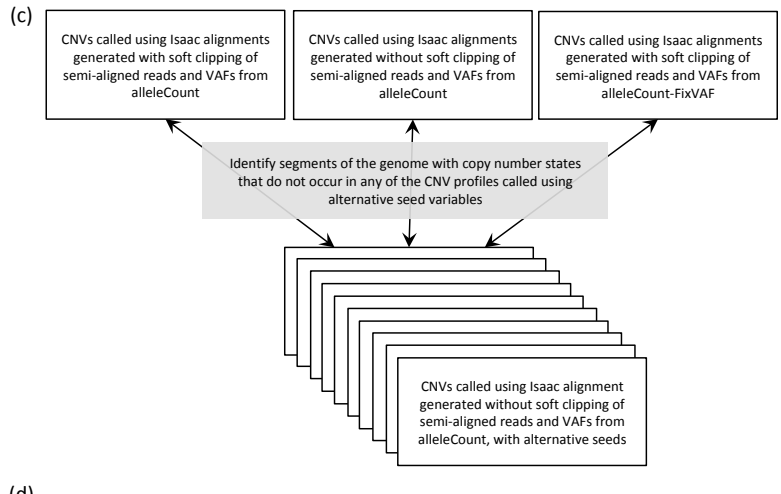 (c)
CNVs called using Isaac alignments
generated with soft clipping of
semi-aligned reads and VAFs from
alleleCount
CNVs called using Isaac alignments
generated without soft clipping of
semi-aligned reads and VAFs from
alleleCount
CNVs called using Isaac alignments
generated with soft clipping of
semi-aligned reads and VAFs from
alleleCount-FixVAF
Identify segments of the genome with copy number states
that do not occur in any of the CNV profiles called using
alternative seed variables
CNVs called using Isaac alignment
generated without soft clipping of
semi-aligned reads and VAFs from
alleleCount, with alternative seeds
(d)